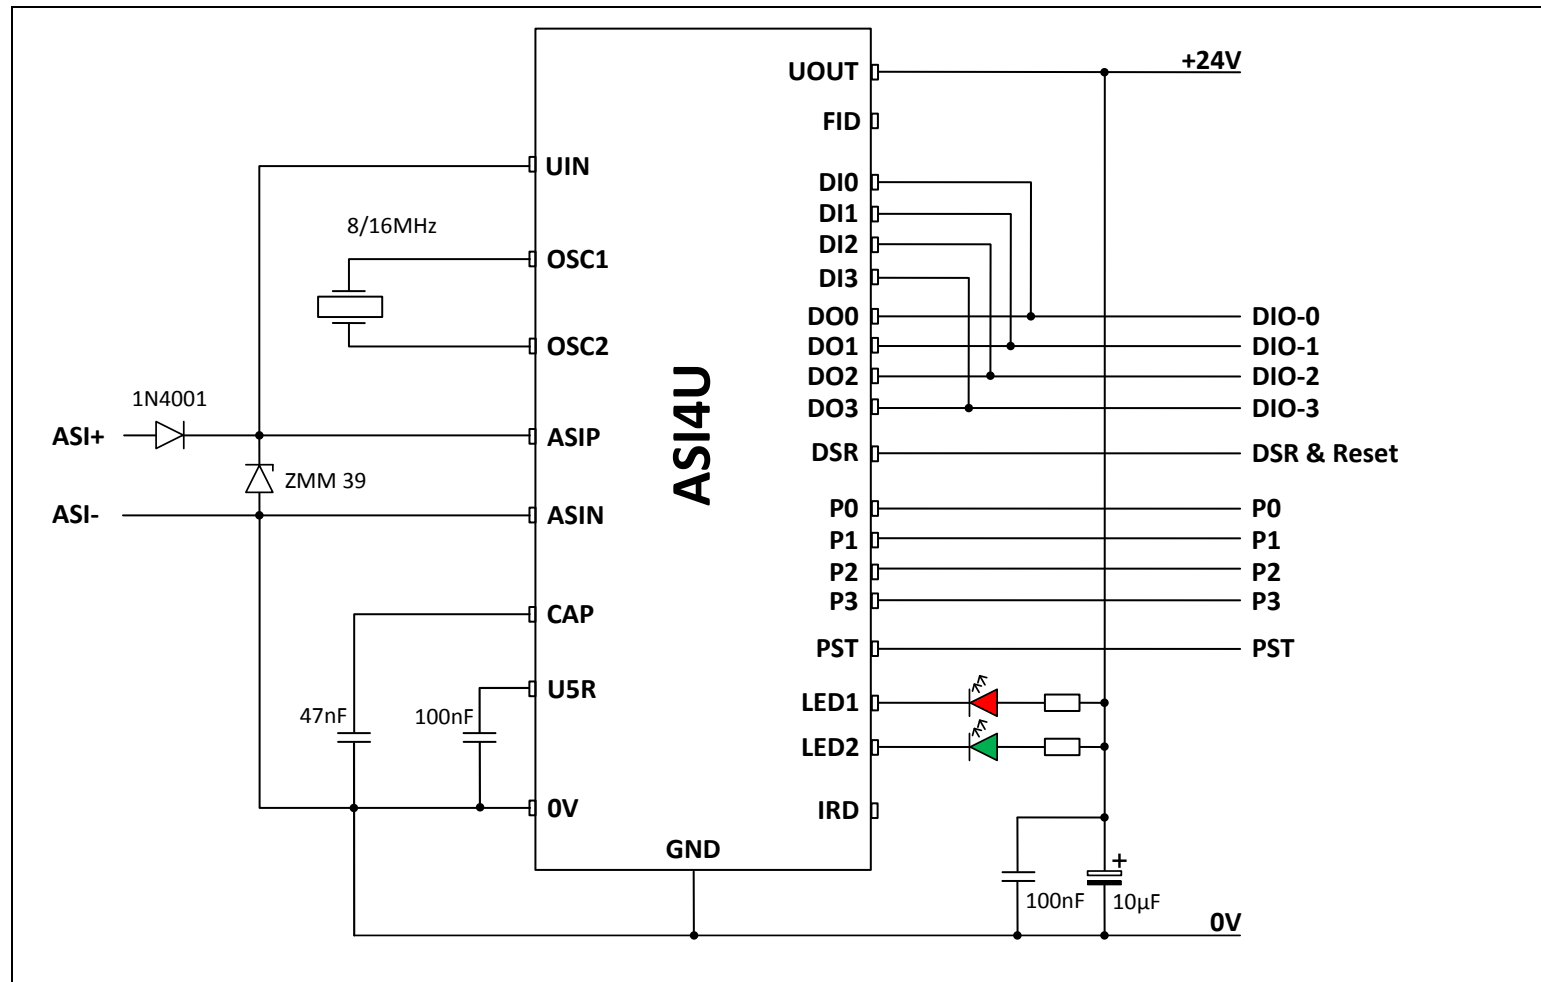 UOUT
+24V
FID
UIN
DI0
8/16MHz
DI1
DI2
OSC1
DI3
DO0
DIO-0
OSC2
DO1
DIO-1
DO2
DIO-2
1N4001
DO3
DIO-3
ASI+
ASIP
ASI4U
DSR
DSR & Reset
ZMM 39
ASI-
ASIN
P0
P0
P1
P1
P2
P2
P3
P3
CAP
PST
PST
U5R
LED1
47nF
100nF
LED2
0V
IRD
GND
+
100nF
10µF
0V